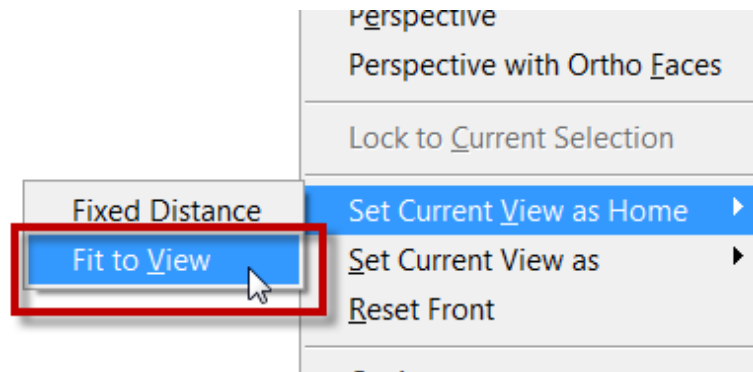 Perspective
Perspective with Ortho Faces
Lock to Current Selection
Set Current View as Home
Set Current View as
Reset Front
Fixed Distance
Fit to View